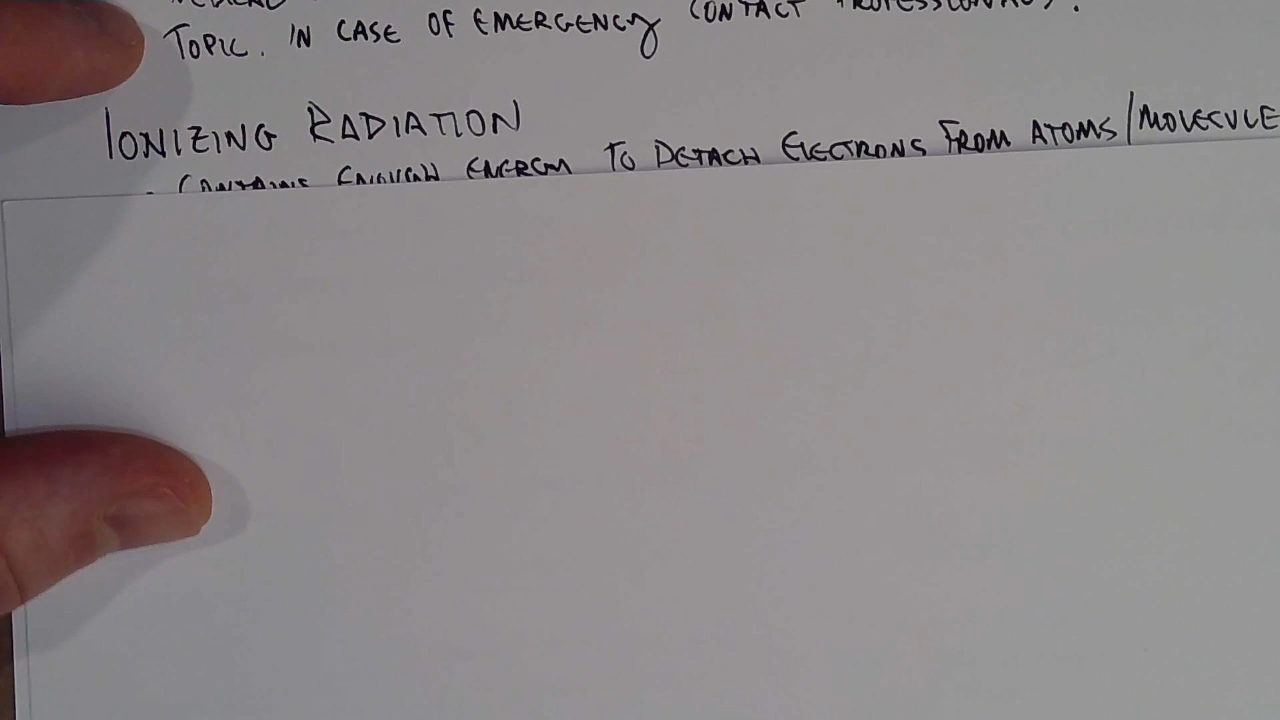 TOPIC. IN CASE OF EMERGENCY CONTACT
IONIZING RADIATION
· CONTAINS ENOUGH ENERGY TO DETACH ELECTRONS FROM ATOMS/MOLECULE